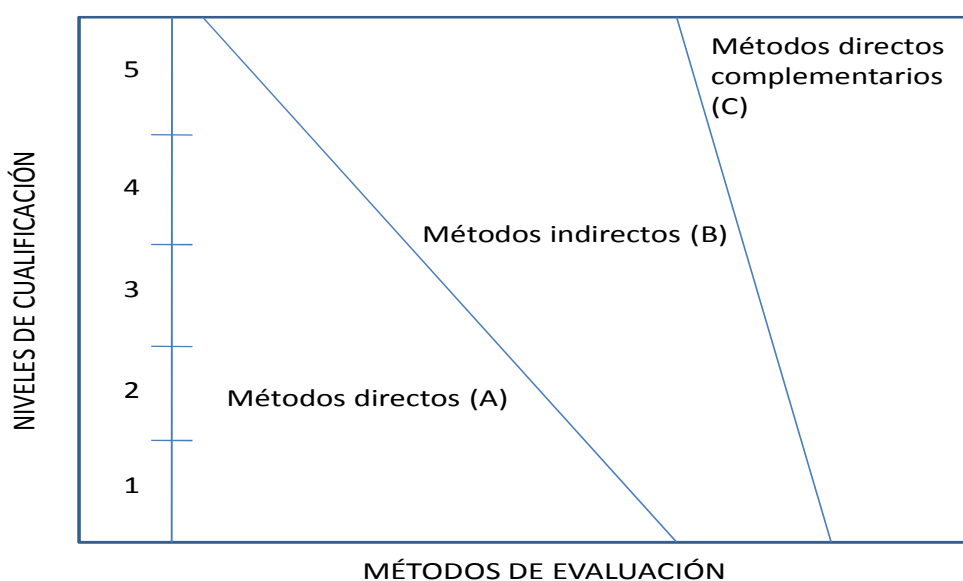 Métodos directos
complementarios
(C)
5
4
Métodos indirectos (B)
3
2
Métodos directos (A)
1
NIVELES DE CUALIFICACIÓN
MÉTODOS DE EVALUACIÓN